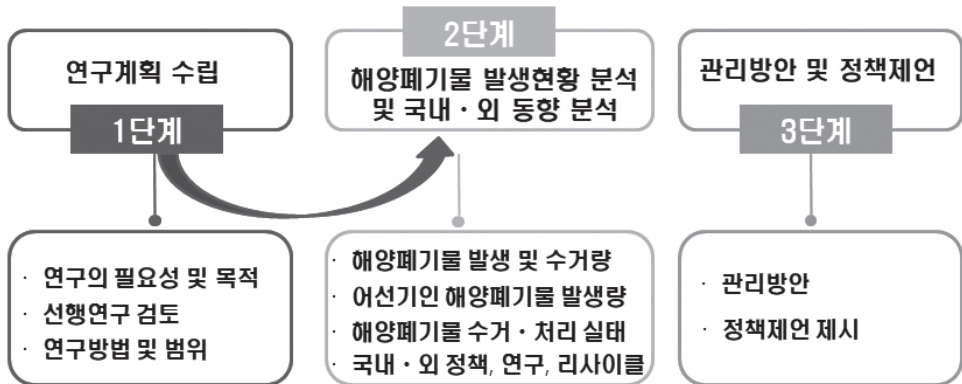 연구계획 수립
1단계
· 연구의 필요성 및 목적
· 선행연구 검토
· 연구방법 및 범위
2단계
해양폐기물 발생현황 분석
및 국내·외 동향 분석
· 해양폐기물 발생 및 수거량
· 어선기인 해양폐기물 발생량
· 해양폐기물 수거·처리 실태
· 국내·외 정책, 연구, 리사이클
관리방안 및 정책제언
3단계
· 관리방안
· 정책제언 제시